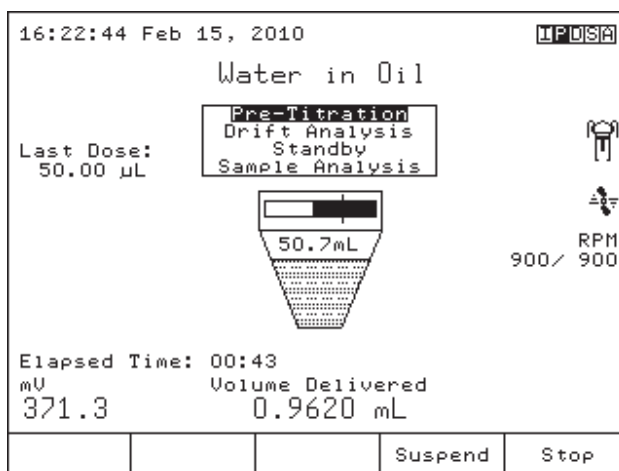 16:22:44 Feb 15, 2010 IPDSA
Water in Oil
Pre-Titration
Drift Analysis
Standby
Sample Analysis
Last Dose:
50.00 µL
50.7mL
RPM
900/ 900
Elapsed Time: 00:43
mV Volume Delivered
371.3 0.9620 mL
Suspend Stop